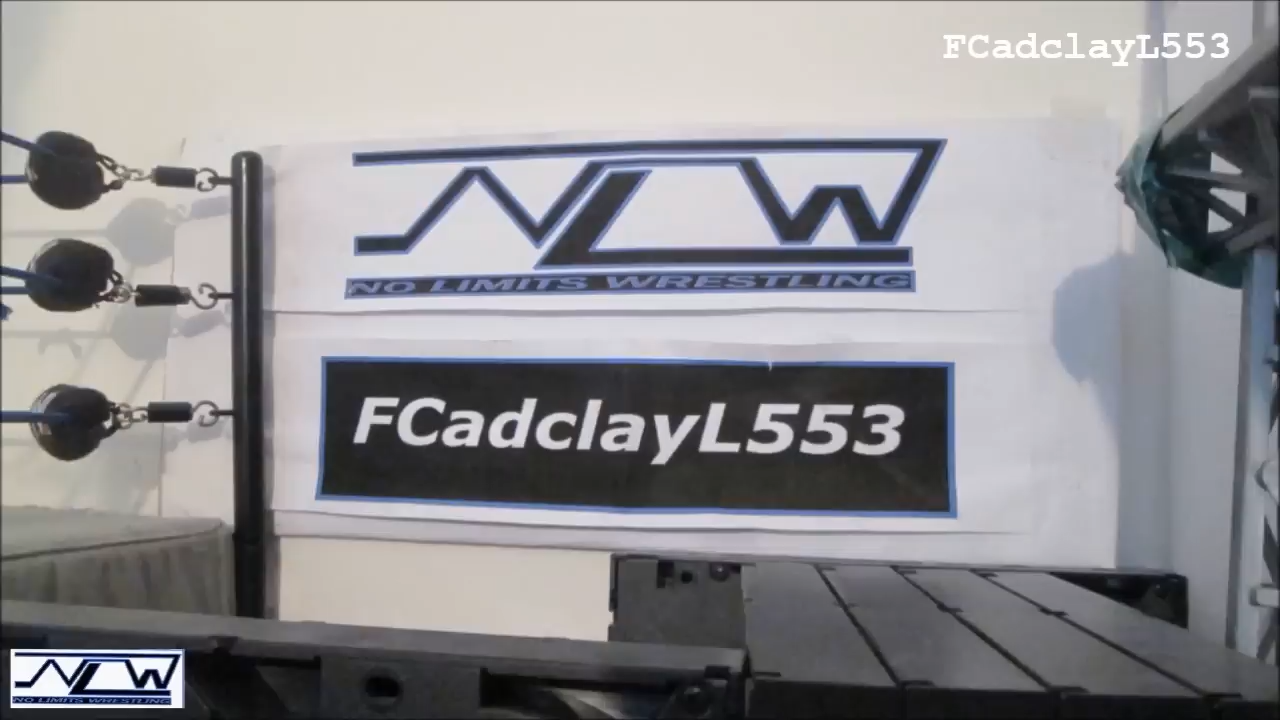 FCadclayL553
NLW
NO LIMITS WRESTLING
FCadclayL553
NLW
NO LIMITS WRESTLING